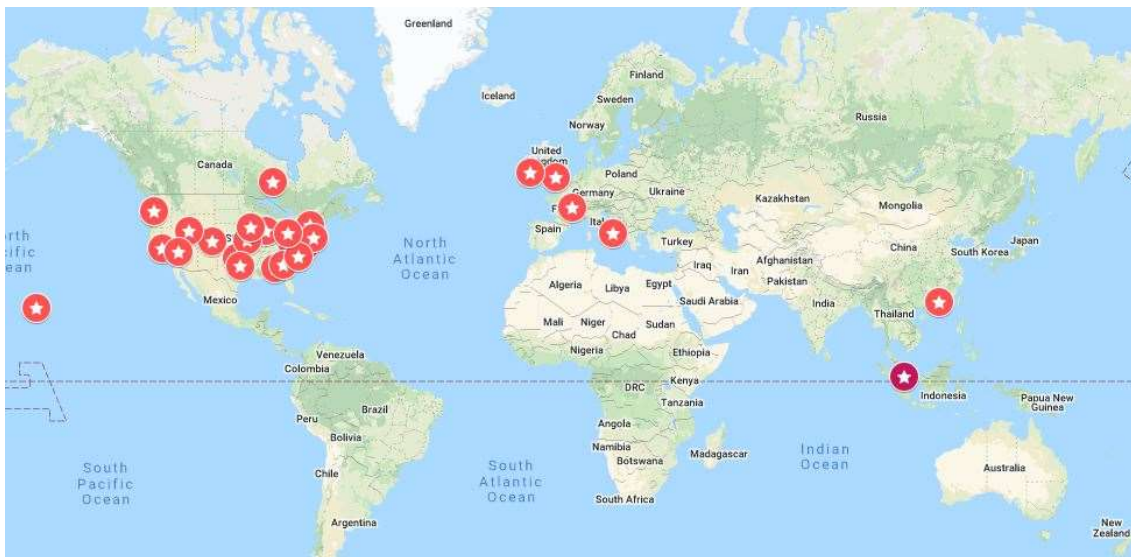 Greenland
Iceland
Finland
Sweden
Norway
Russia
Canada
United
Poland
Germany
Ukraine
Kazakhstan
Mongolia
Spain
Turkey
China
South Korea
Japan
North
Atlantic
Ocean
Iraq
Iran
Afghanistan
Pakistan
Algeria
Libya
Egypt
Saudi Arabia
India
Thailand
Mexico
Mali
Niger
Chad
Sudan
Nigeria
Ethiopia
Venezuela
Colombia
DRC
Kenya
Tanzania
Indonesia
Papua New
Guinea
Peru
Brazil
Bolivia
Angola
Namibia
Botswana
Madagascar
Indian
Ocean
Australia
South
Pacific
Ocean
Chile
South
Atlantic
Ocean
South Africa
Argentina
New
Zealand